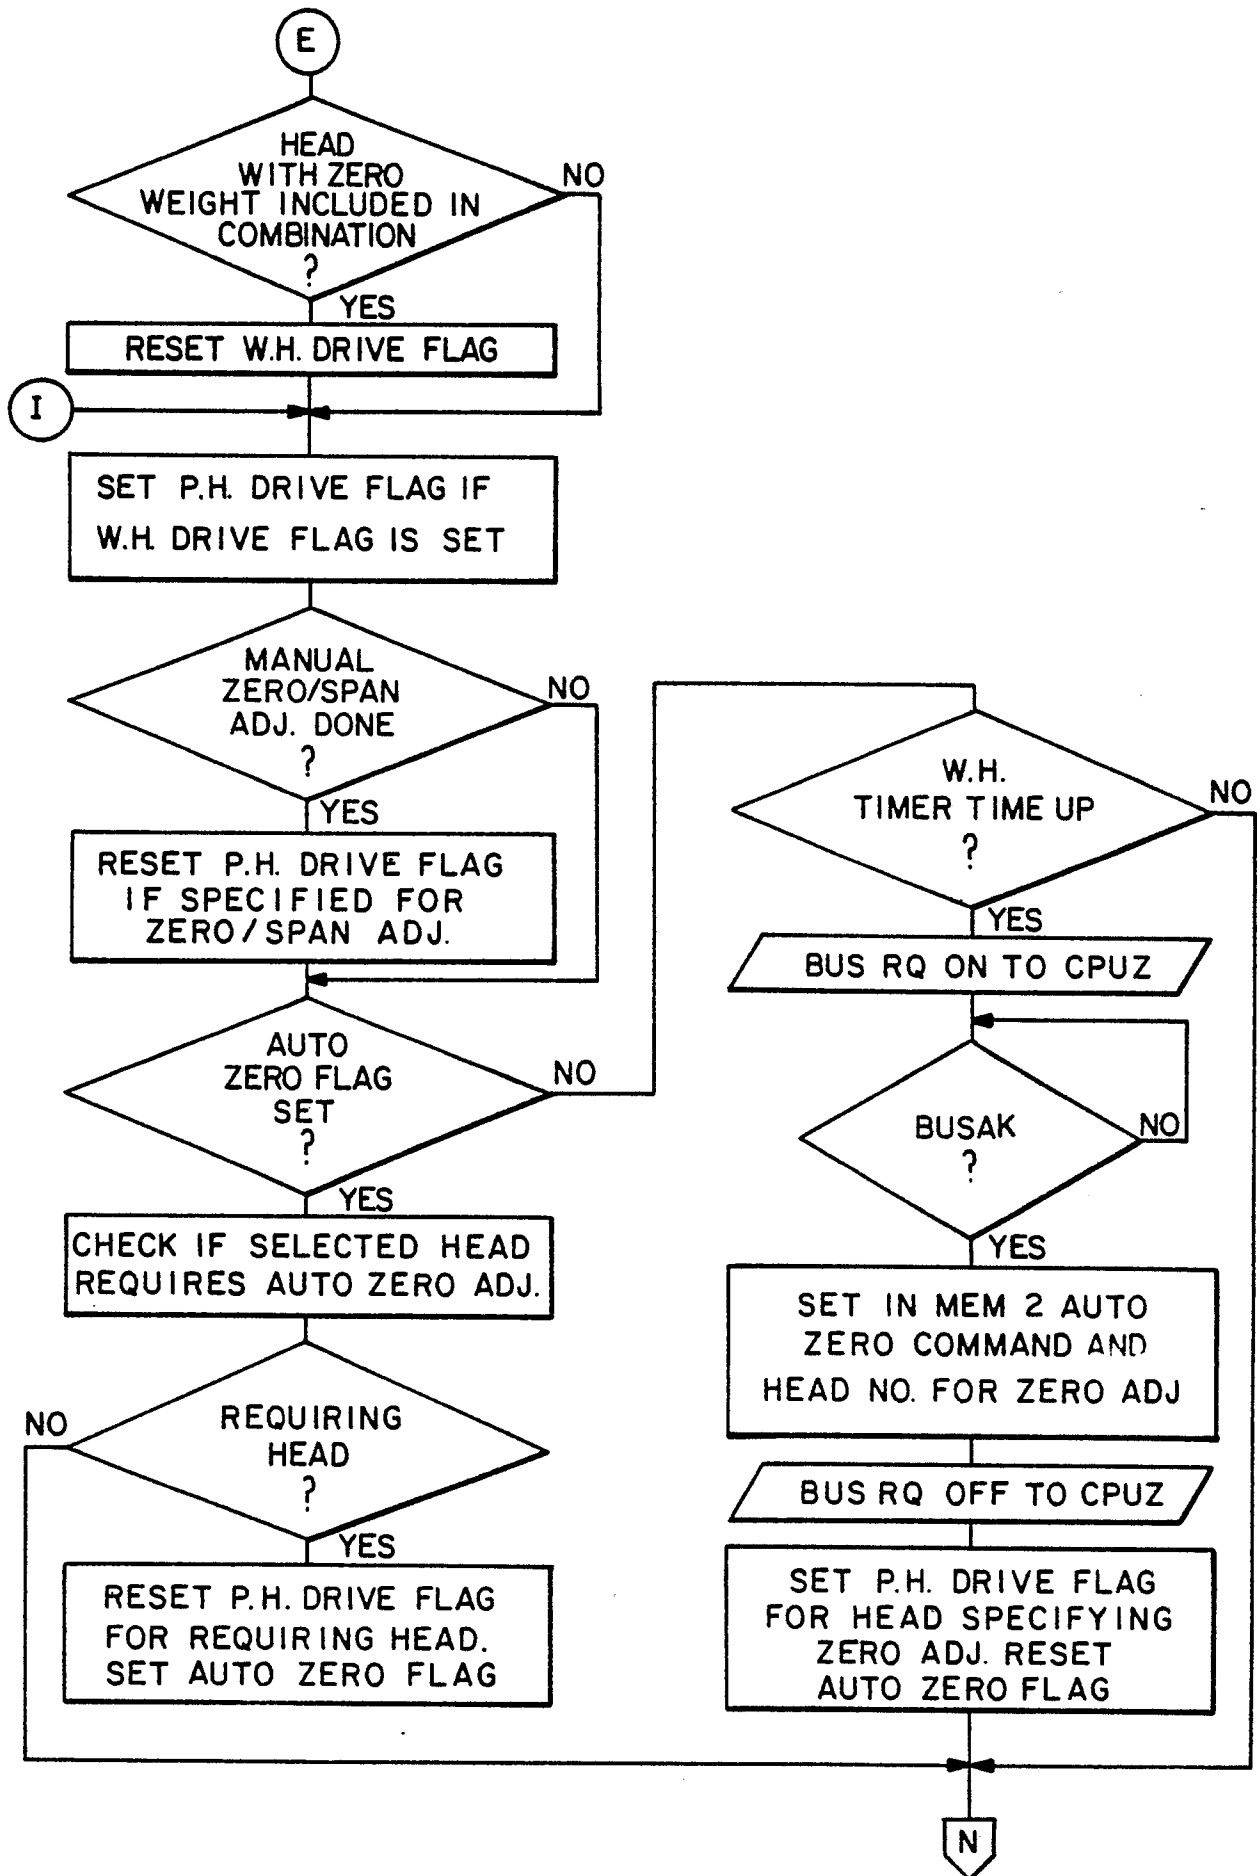 E
HEAD
WITH ZERO
WEIGHT INCLUDED IN
COMBINATION
?
NO
YES
RESET W.H. DRIVE FLAG
I
SET P.H. DRIVE FLAG IF
W.H. DRIVE FLAG IS SET
MANUAL
ZERO/SPAN
ADJ. DONE
?
NO
YES
RESET P.H. DRIVE FLAG
IF SPECIFIED FOR
ZERO/SPAN ADJ.
AUTO
ZERO FLAG
SET
?
NO
YES
CHECK IF SELECTED HEAD
REQUIRES AUTO ZERO ADJ.
REQUIRING
HEAD
?
NO
YES
RESET P.H. DRIVE FLAG
FOR REQUIRING HEAD.
SET AUTO ZERO FLAG
W.H.
TIMER TIME UP
?
NO
YES
BUS RQ ON TO CPUZ
BUSAK
?
NO
YES
SET IN MEM 2 AUTO
ZERO COMMAND AND
HEAD NO. FOR ZERO ADJ
BUS RQ OFF TO CPUZ
SET P.H. DRIVE FLAG
FOR HEAD SPECIFYING
ZERO ADJ. RESET
AUTO ZERO FLAG
N